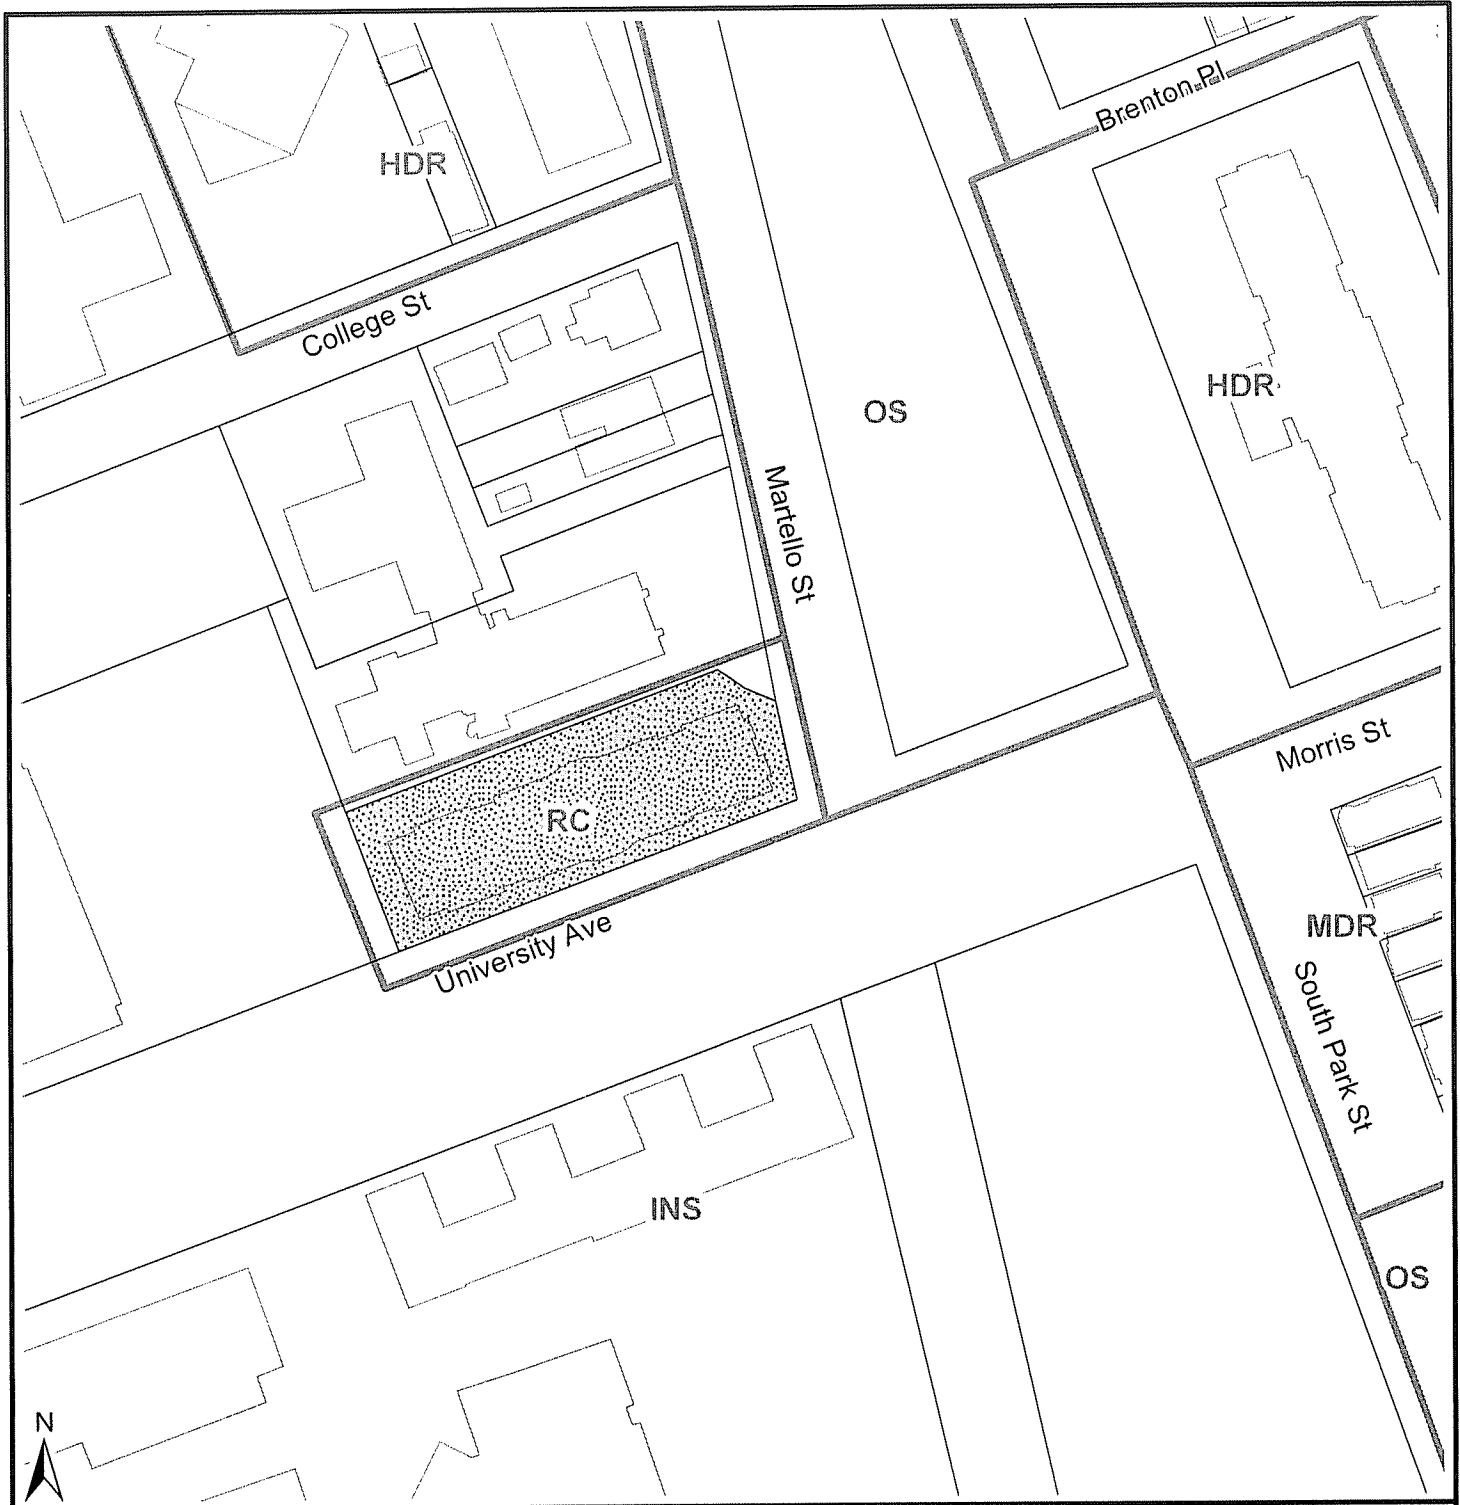 Brenton Pl
HDR
College St
HDR
OS
Martello St
Morris St
RC
MDR
University Ave
South Park St
INS
OS
N